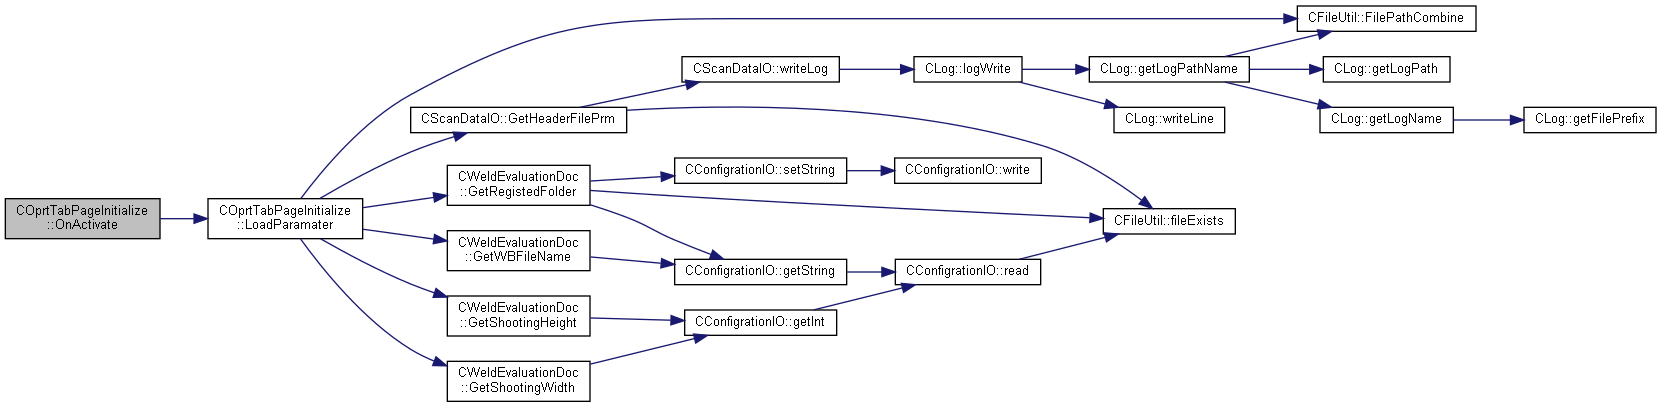 COprtTabPageInitialize
::OnActivate
COprtTabPageInitialize
::LoadParamater
CFileUtil::FilePathCombine
CScanDataIO::GetHeaderFilePrm
CScanDataIO::writeLog
CLog::logWrite
CLog::getLogPathName
CLog::getLogPath
CLog::writeLine
CLog::getLogName
CLog::getFilePrefix
CWeldEvaluationDoc
::GetRegistedFolder
CConfigrationIO::setString
CConfigrationIO::write
CFileUtil::fileExists
CWeldEvaluationDoc
::GetWBFileName
CConfigrationIO::getString
CConfigrationIO::read
CWeldEvaluationDoc
::GetShootingHeight
CConfigrationIO::getInt
CWeldEvaluationDoc
::GetShootingWidth